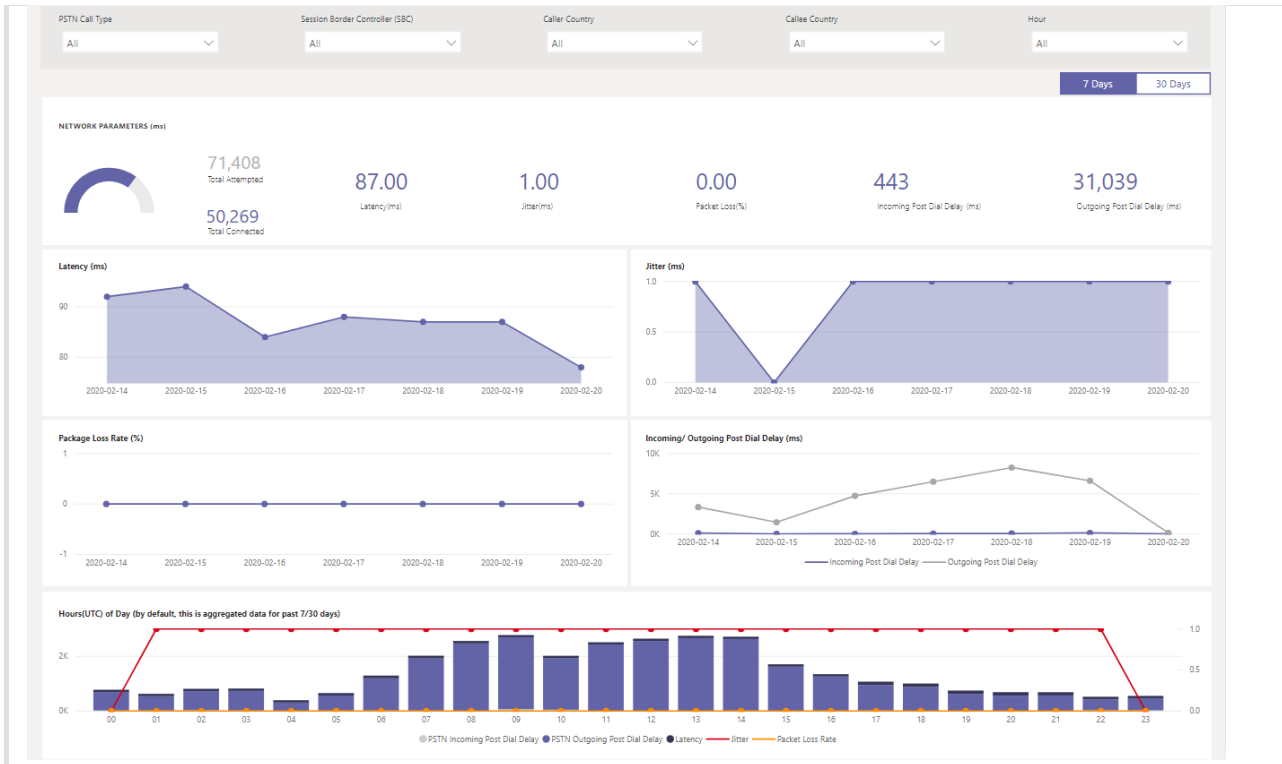 PSTN Call Type Session Border Controller (SBC) Caller Country Callee Country Hour
All All All All All
7 Days 30 Days
NETWORK PARAMETERS (ms)
71,408
Total Attempted
50,269
Total Connected
87.00
Latency(ms)
1.00
Jitter(ms)
0.00
Packet Loss(%)
443
Incoming Post Dial Delay (ms)
31,039
Outgoing Post Dial Delay (ms)
Latency (ms)
90
80
2020-02-14 2020-02-15 2020-02-16 2020-02-17 2020-02-18 2020-02-19 2020-02-20
Jitter (ms)
1.0
0.5
0.0
2020-02-14 2020-02-15 2020-02-16 2020-02-17 2020-02-18 2020-02-19 2020-02-20
Package Loss Rate (%)
1
0
-1
2020-02-14 2020-02-15 2020-02-16 2020-02-17 2020-02-18 2020-02-19 2020-02-20
Incoming/ Outgoing Post Dial Delay (ms)
10K
5K
0K
2020-02-14 2020-02-15 2020-02-16 2020-02-17 2020-02-18 2020-02-19 2020-02-20
Incoming Post Dial Delay Outgoing Post Dial Delay
Hours(UTC) of Day (by default, this is aggregated data for past 7/30 days)
2K 1.0
0.5
0K 0.0
00 01 02 03 04 05 06 07 08 09 10 11 12 13 14 15 16 17 18 19 20 21 22 23
PSTN Incoming Post Dial Delay PSTN Outgoing Post Dial Delay Latency Jitter Packet Loss Rate